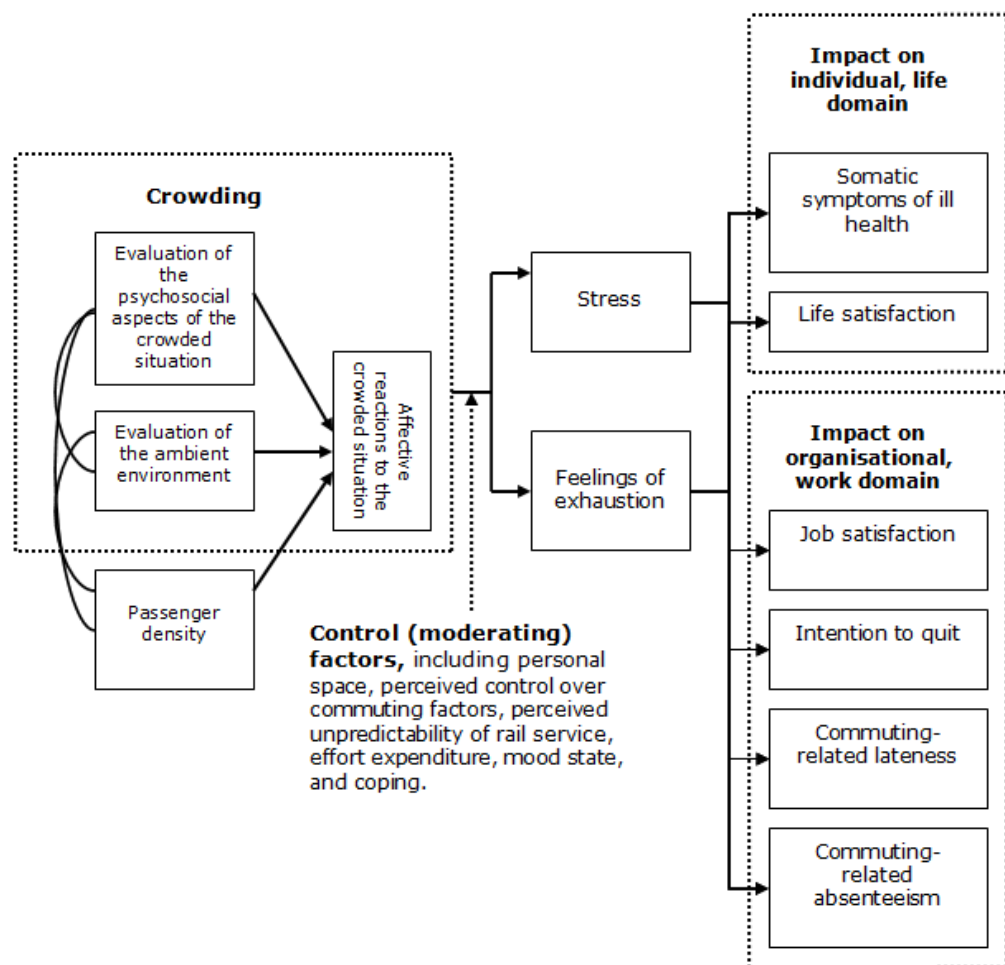 Crowding
Evaluation of
the
psychosocial
aspects of the
crowded
situation
Evaluation of
the ambient
environment
Passenger
density
Affective
reactions to the
crowded situation
Control (moderating)
factors, including personal
space, perceived control over
commuting factors, perceived
unpredictability of rail service,
effort expenditure, mood state,
and coping.
Stress
Feelings of
exhaustion
Impact on
individual, life
domain
Somatic
symptoms of ill
health
Life satisfaction
Impact on
organisational,
work domain
Job satisfaction
Intention to quit
Commuting-
related lateness
Commuting-
related
absenteeism